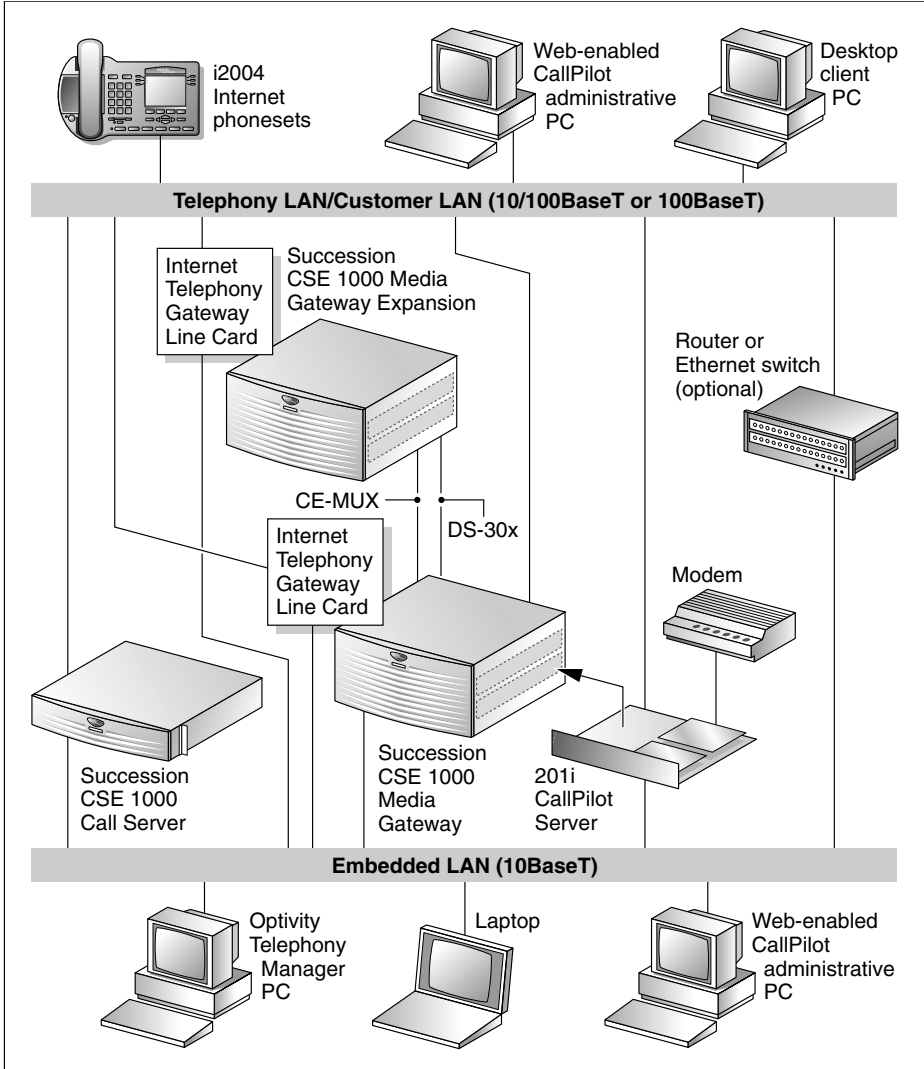 i2004
Internet
phonesets
Web-enabled
CallPilot
administrative
PC
Desktop
client
PC
Telephony LAN/Customer LAN (10/100BaseT or 100BaseT)
Internet
Telephony
Gateway
Line Card
Succession
CSE 1000 Media
Gateway Expansion
Router or
Ethernet switch
(optional)
CE-MUX
DS-30x
Internet
Telephony
Gateway
Line Card
Modem
Succession
CSE 1000
Call Server
Succession
CSE 1000
Media
Gateway
201i
CallPilot
Server
Embedded LAN (10BaseT)
Optivity
Telephony
Manager
PC
Laptop
Web-enabled
CallPilot
administrative
PC